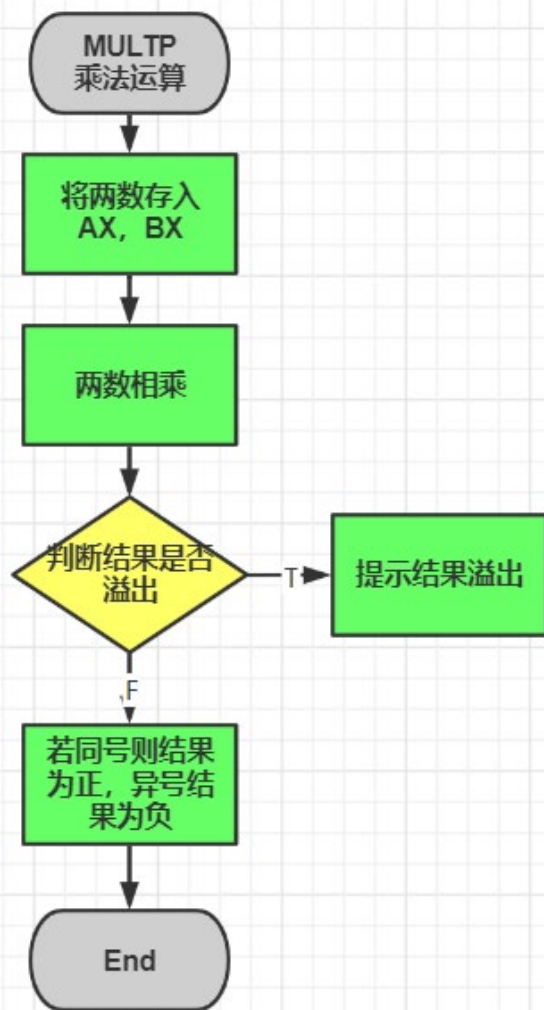 MULTP
乘法运算
将两数存入
AX，BX
两数相乘
判断结果是否
溢出
T
提示结果溢出
F
若同号则结果
为正，异号结
果为负
End